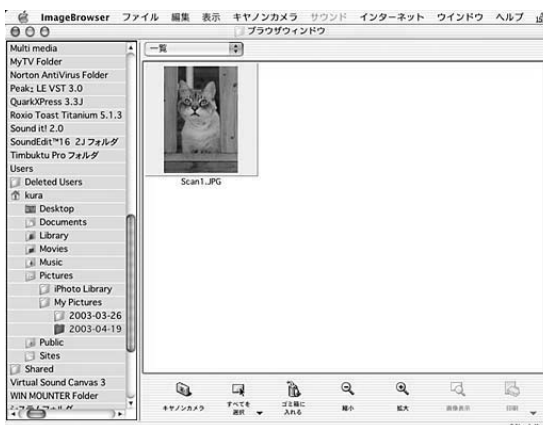 ImageBrowser ファイル 編集 表示 キヤノンカメラ サウンド インターネット ウインドウ ヘルプ
ブラウザウィンドウ
一覧
Multi media
MyTV Folder
Norton AntiVirus Folder
Peak LE VST 3.0
QuarkXPress 3.3J
Roxio Toast Titanium 5.1.3
Sound it! 2.0
SoundEdit™16 2Jフォルダ
Timbuktu Pro フォルダ
Users
Deleted Users
kura
Desktop
Documents
Library
Movies
Music
Pictures
iPhoto Library
My Pictures
2003-03-26
2003-04-19
Public
Sites
Shared
Virtual Sound Canvas 3
WIN MOUNTER Folder
Scan1.JPG
キヤノンカメラ
すべてを
選択
ゴミ箱に
入れる
縮小
拡大
画像表示
印刷